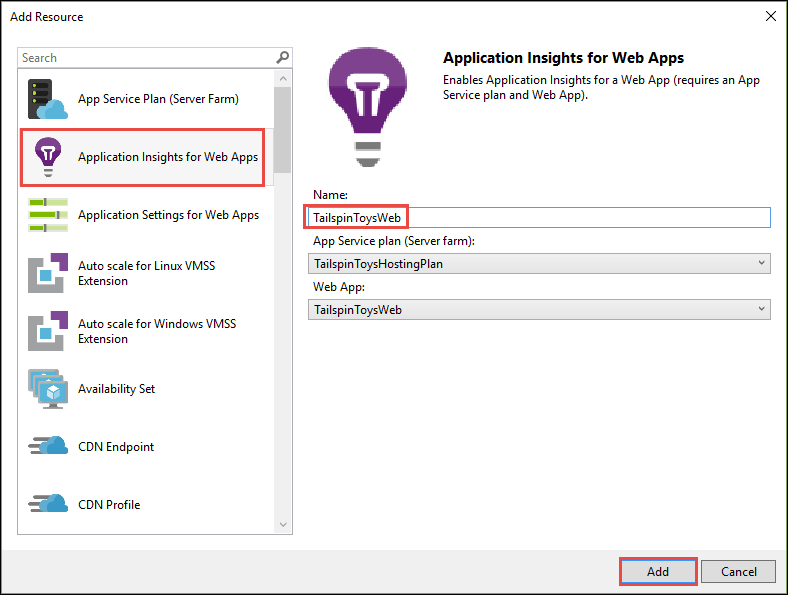 Add Resource
Search
App Service Plan (Server Farm)
Application Insights for Web Apps
Application Settings for Web Apps
Auto scale for Linux VMSS
Extension
Auto scale for Windows VMSS
Extension
Availability Set
CDN Endpoint
CDN Profile
Application Insights for Web Apps
Enables Application Insights for a Web App (requires an App
Service plan and Web App).
Name:
TailspinToysWeb
App Service plan (Server farm):
TailspinToysHostingPlan
Web App:
TailspinToysWeb
Add
Cancel